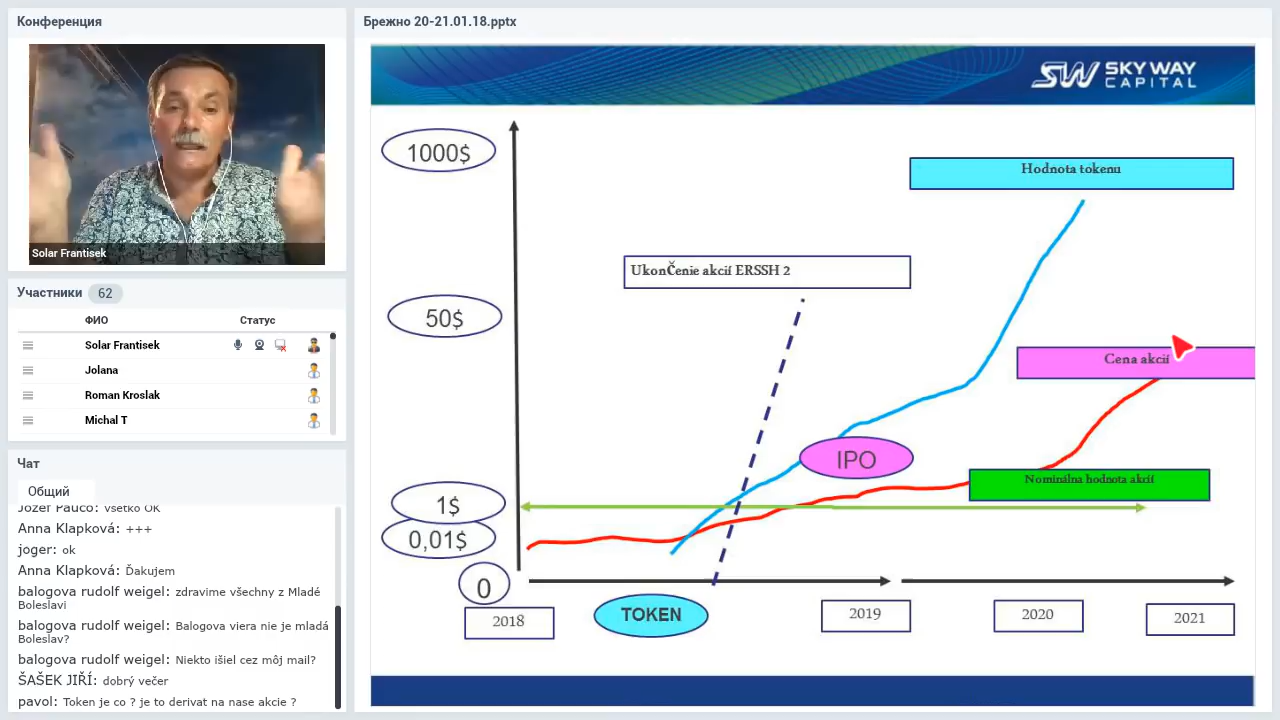 Конференция
Solar Frantisek
Участники 62
ФИО Статус
Solar Frantisek
Jolana
Roman Kroslak
Michal T
Чат
Общий
Anna Klapková: +++
joger: ok
Anna Klapková: Ďakujem
balogova rudolf weigel: zdravime všechny z Mladé
Boleslavi
balogova rudolf weigel: Balogova viera nie je mladá
Boleslav?
balogova rudolf weigel: Niekto išiel cez môj mail?
ŠAŠEK JIŘÍ: dobrý večer
pavol: Token je co ? je to derivat na nase akcie ?
Брежно 20-21.01.18.pptx
SW SKY WAY
CAPITAL
1000$
Hodnota tokenu
UkonČenie akcií ERSSH 2
50$
Cena akcií
IPO
Nominálna hodnota akcií
1$
0,01$
0
2018
TOKEN
2019
2020
2021